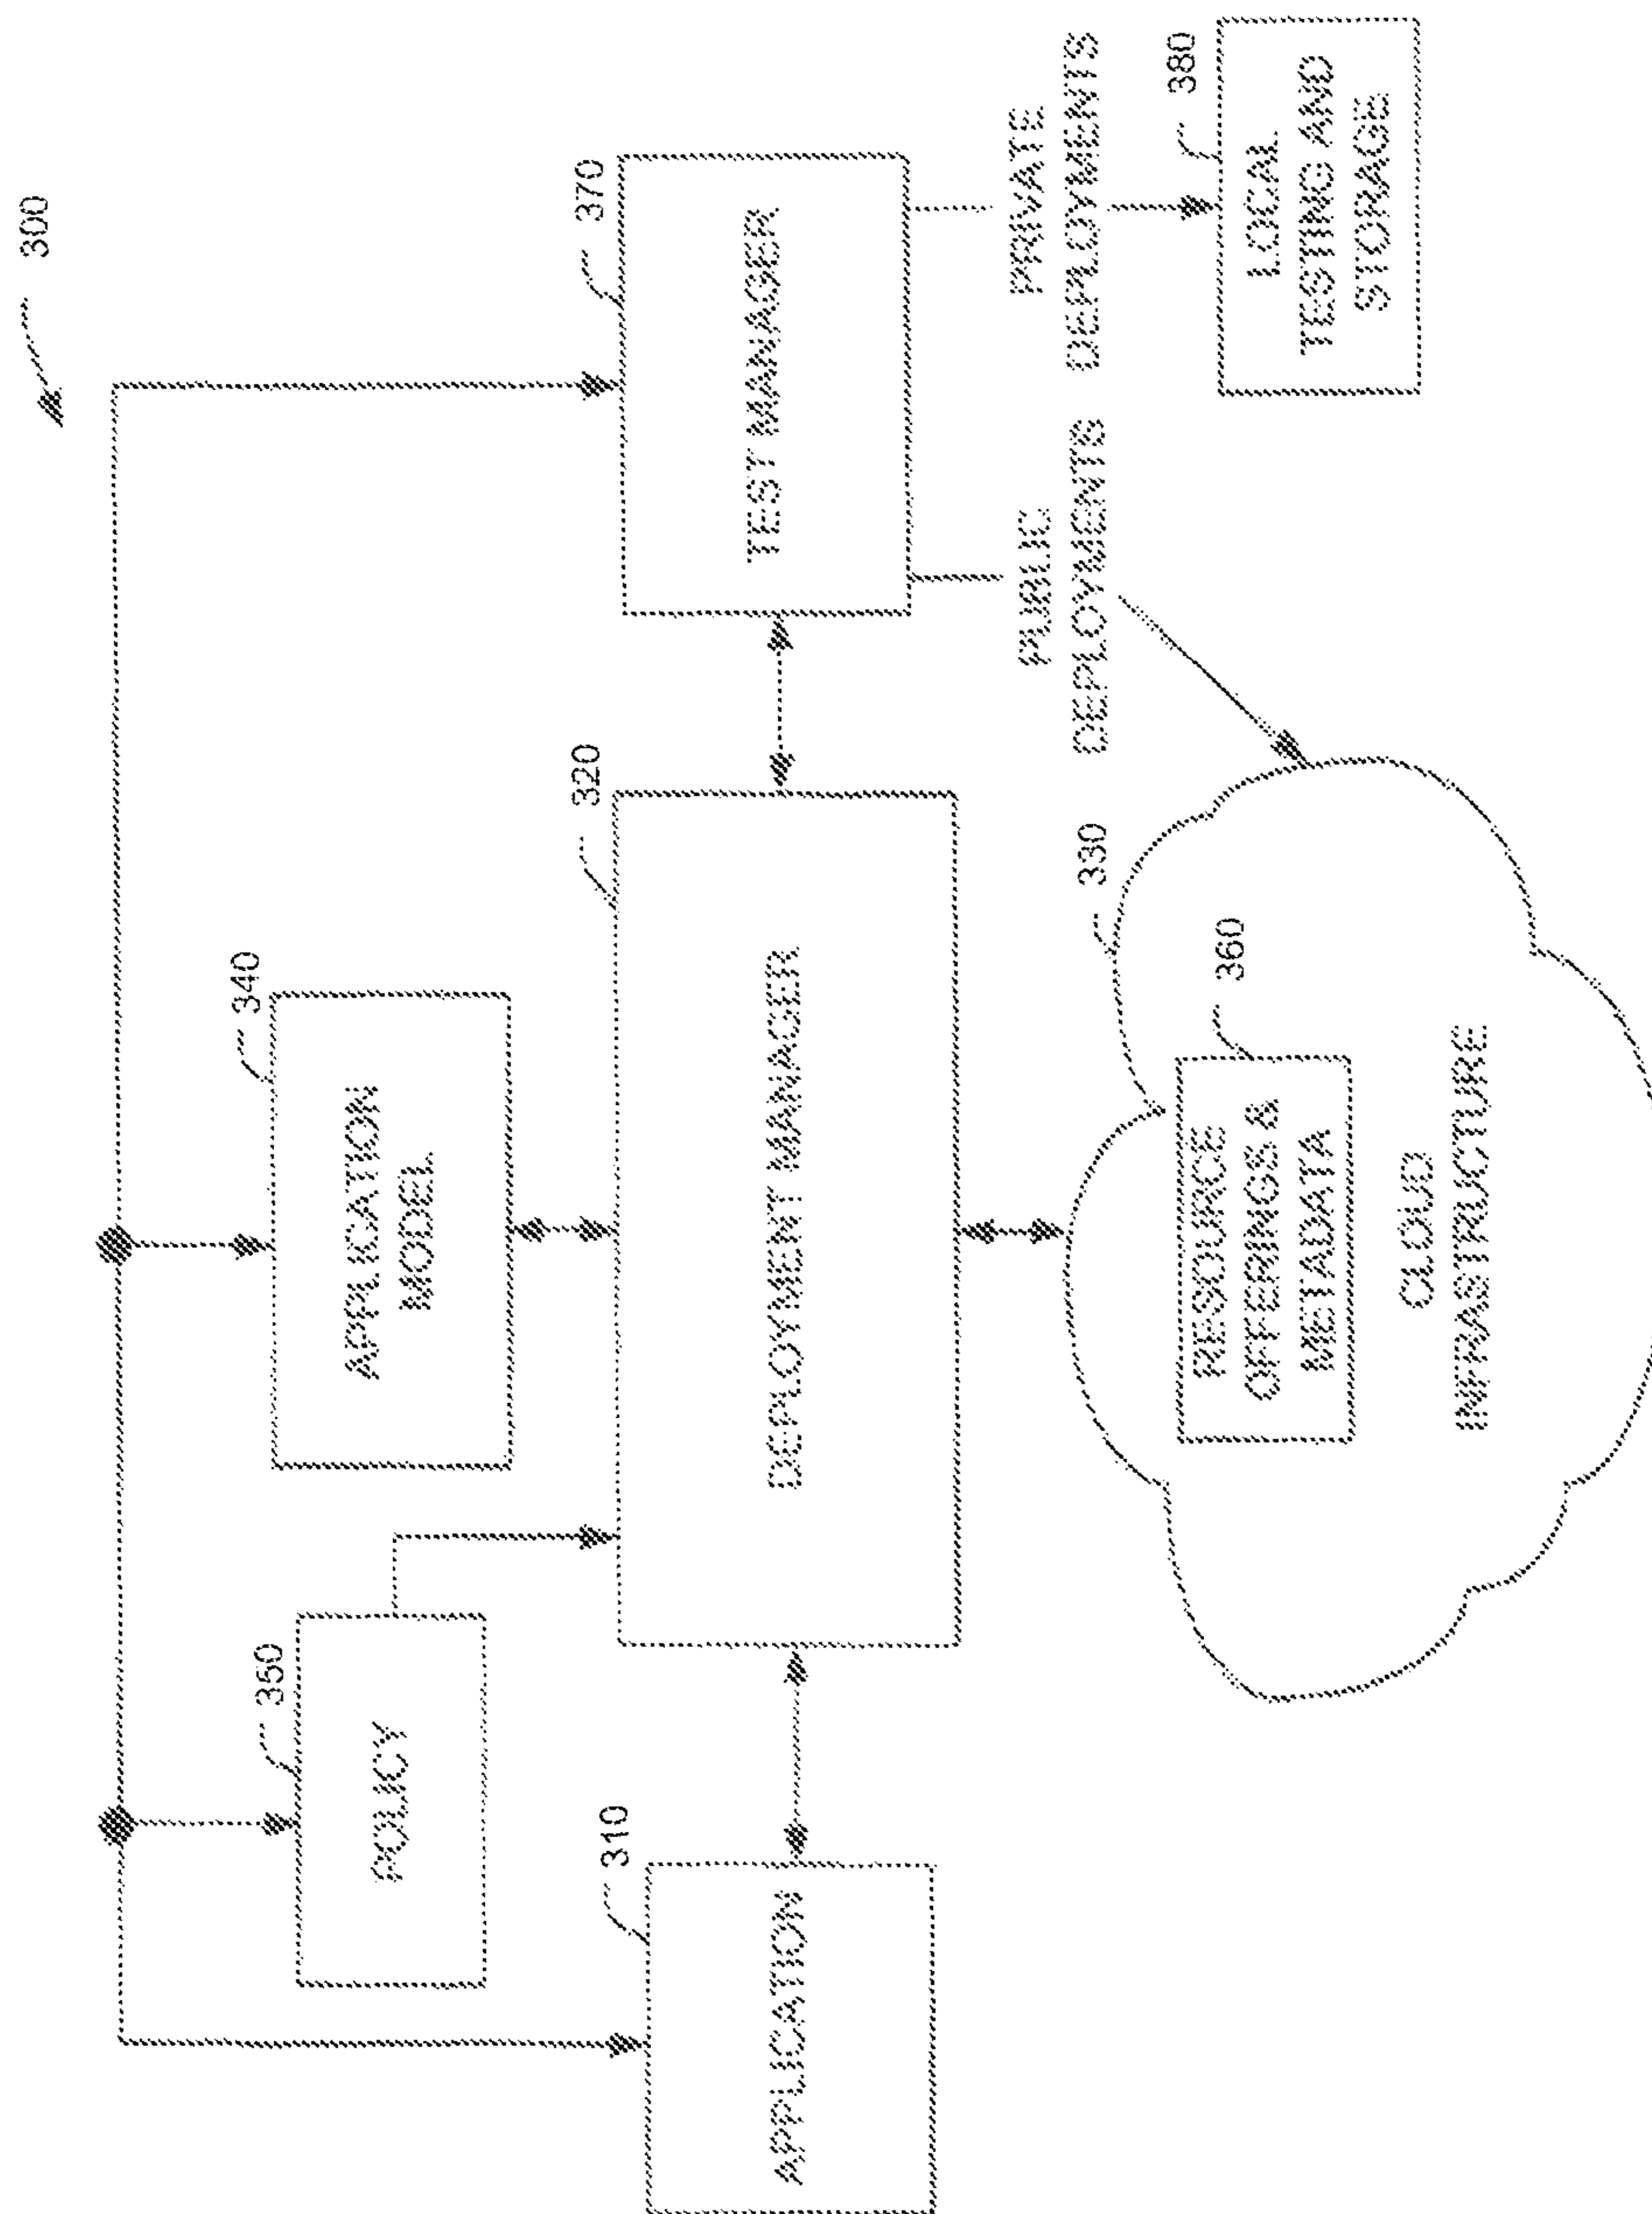 300
340
APPLICATION
MODEL
350
POLICY
370
TEST MANAGER
320
DEPLOYMENT MANAGER
310
APPLICATION
PRIVATE
DEPLOYMENTS
PUBLIC
DEPLOYMENTS
380
LOCAL
TESTING AND
STORAGE
330
360
RESOURCE
OFFERINGS &
METADATA
CLOUD
INFRASTRUCTURE